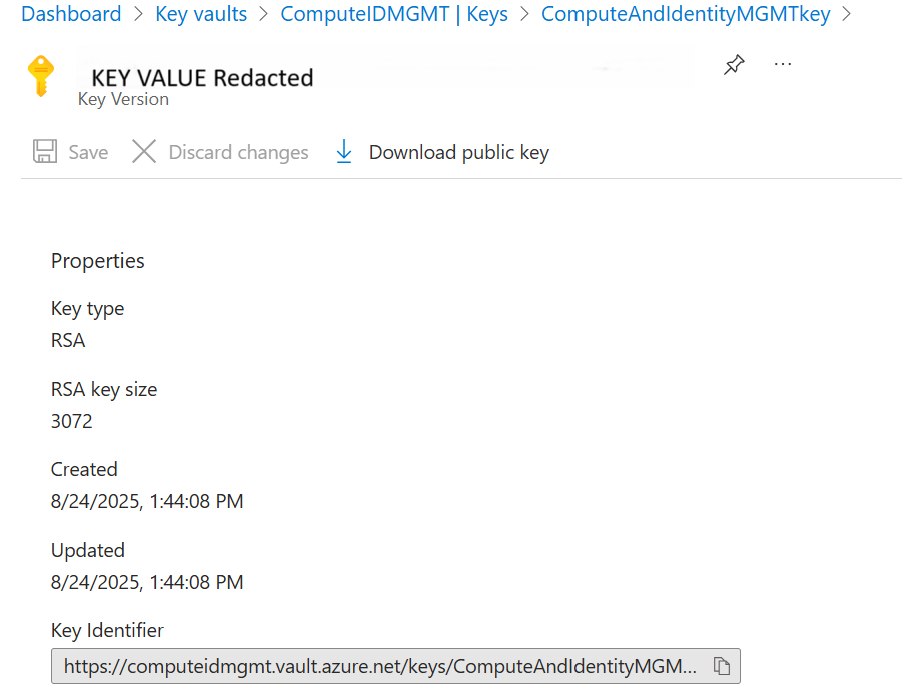 Dashboard > Key vaults > ComputeIDMGMT | Keys > ComputeAndIdentityMGMTkey >
KEY VALUE Redacted
Key Version
Save Discard changes Download public key
Properties
Key type
RSA
RSA key size
3072
Created
8/24/2025, 1:44:08 PM
Updated
8/24/2025, 1:44:08 PM
Key Identifier
https://computeidmgmt.vault.azure.net/keys/ComputeAndIdentityMGM...